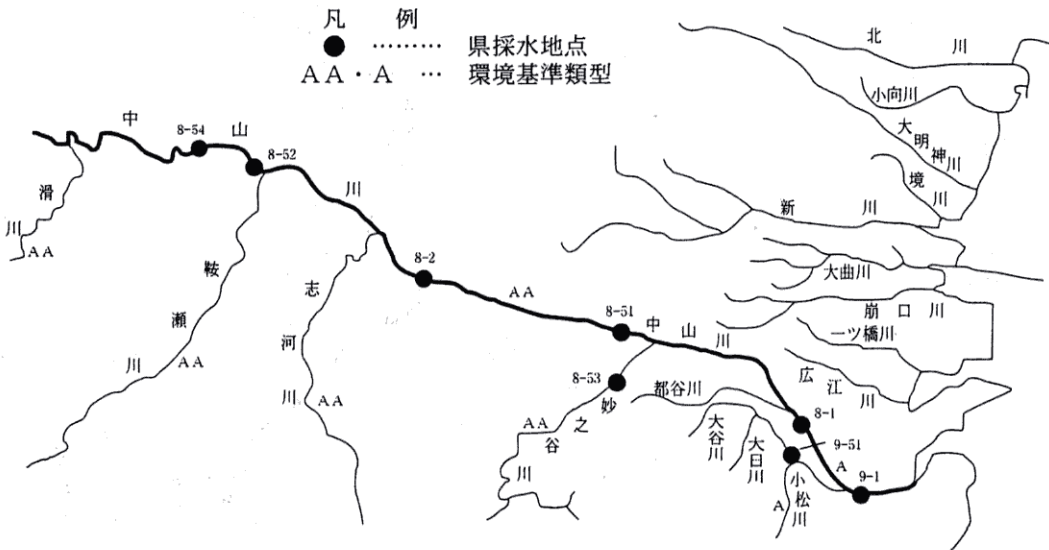 凡 例
● ‥‥‥‥ 県採水地点
AA・A … 環境基準類型
北川
小向川
大明神川
境川
新川
大曲川
崩口川
一ツ橋川
広江川
中山川
8-54
8-52
滑川
AA
鞍瀬川
AA
志河川
AA
8-2
AA
8-51
中山川
8-53
妙之谷川
AA
都谷川
大谷川
大日川
8-1
9-51
A
9-1
小松川
A